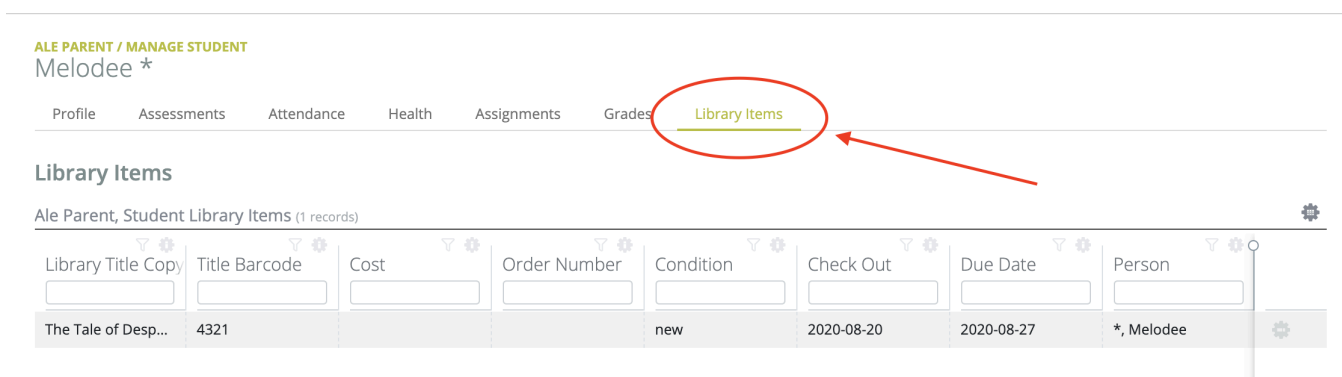 ALE PARENT / MANAGE STUDENT
Melodee *
Profile Assessments Attendance Health Assignments Grades Library Items
Library Items
Ale Parent, Student Library Items (1 records)
Library Title Copy Title Barcode Cost Order Number Condition Check Out Due Date Person
The Tale of Desp... 4321 new 2020-08-20 2020-08-27 *, Melodee